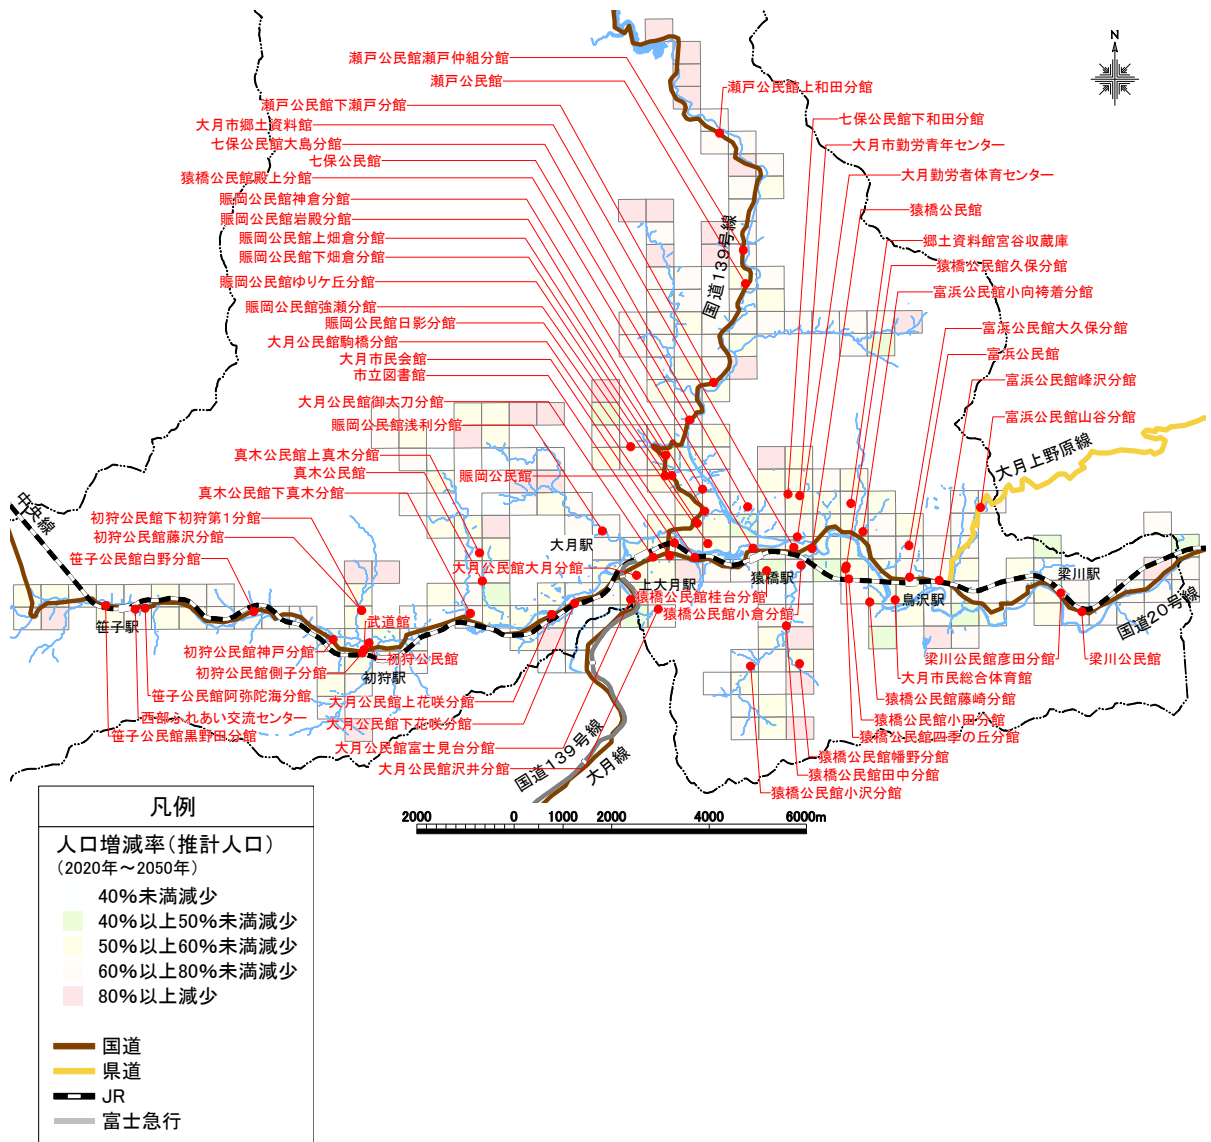 N
瀬戸公民館瀬戸仲組分館
瀬戸公民館
瀬戸公民館下瀬戸分館
大月市郷土資料館
七保公民館大島分館
七保公民館
猿橋公民館殿上分館
賑岡公民館神倉分館
賑岡公民館岩殿分館
賑岡公民館上畑倉分館
賑岡公民館下畑倉分館
賑岡公民館ゆりケ丘分館
賑岡公民館強瀬分館
賑岡公民館日影分館
大月公民館駒橋分館
大月市民会館
市立図書館
大月公民館御太刀分館
賑岡公民館浅利分館
真木公民館上真木分館
真木公民館
真木公民館下真木分館
初狩公民館下初狩第1分館
初狩公民館藤沢分館
笹子公民館白野分館
瀬戸公民館上和田分館
七保公民館下和田分館
大月市勤労青年センター
大月勤労者体育センター
猿橋公民館
郷土資料館宮谷収蔵庫
猿橋公民館久保分館
富浜公民館小向袴着分館
富浜公民館大久保分館
富浜公民館
富浜公民館峰沢分館
富浜公民館山谷分館
国道139号線
大月上野原線
中央線
賑岡公民館
大月駅
大月公民館大月分館
上大月駅
猿橋駅
猿橋公民館桂台分館
猿橋公民館小倉分館
鳥沢駅
梁川駅
国道20号線
笹子駅
武道館
初狩公民館神戸分館
初狩公民館
初狩公民館側子分館
初狩駅
笹子公民館阿弥陀海分館
西部ふれあい交流センター
笹子公民館黒野田分館
大月公民館上花咲分館
大月公民館下花咲分館
大月公民館富士見台分館
大月公民館沢井分館
国道139号線
大月線
梁川公民館彦田分館
梁川公民館
大月市民総合体育館
猿橋公民館藤崎分館
猿橋公民館小田分館
猿橋公民館四季の丘分館
猿橋公民館幡野分館
猿橋公民館田中分館
猿橋公民館小沢分館
2000 0 1000 2000 4000 6000m
凡例
人口増減率（推計人口）
（2020年～2050年）
40%未満減少
40%以上50%未満減少
50%以上60%未満減少
60%以上80%未満減少
80%以上減少
国道
県道
JR
富士急行